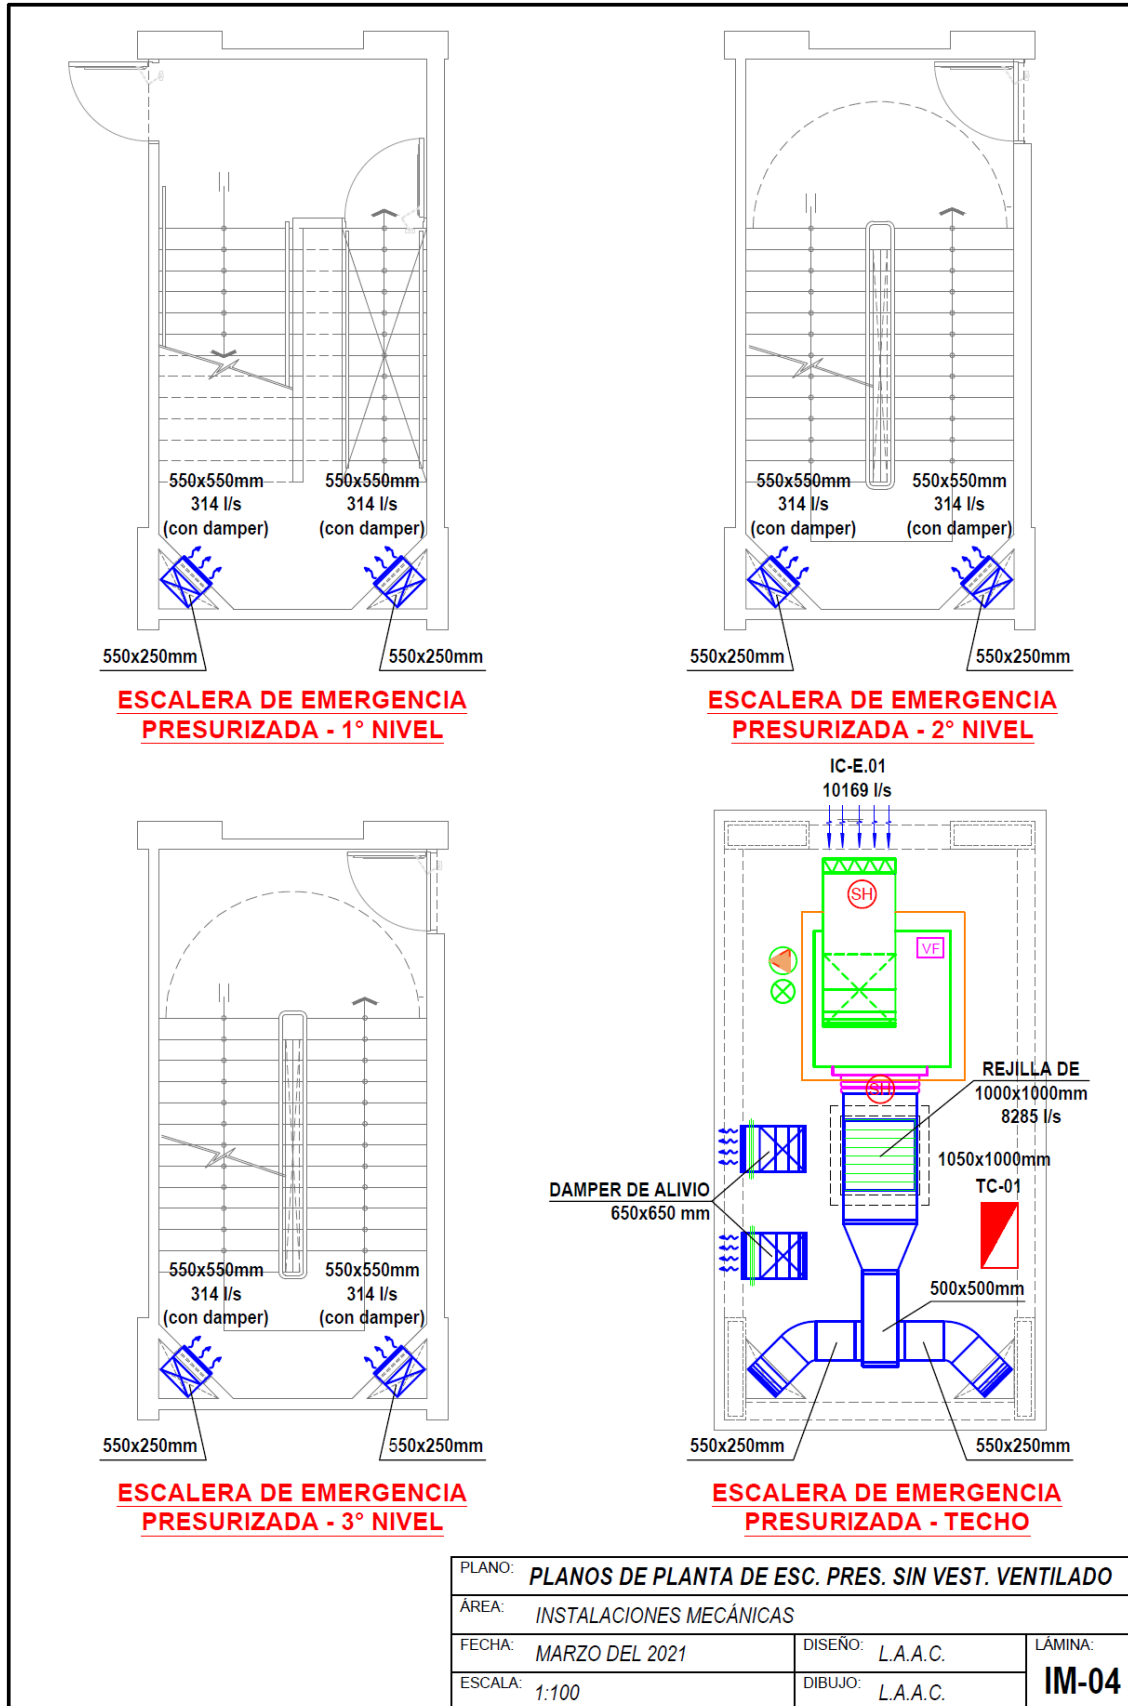 550x550mm
314 l/s
(con damper)
550x550mm
314 l/s
(con damper)
550x250mm
550x250mm
ESCALERA DE EMERGENCIA
PRESURIZADA - 1° NIVEL
550x550mm
314 l/s
(con damper)
550x550mm
314 l/s
(con damper)
550x250mm
550x250mm
ESCALERA DE EMERGENCIA
PRESURIZADA - 2° NIVEL
550x550mm
314 l/s
(con damper)
550x550mm
314 l/s
(con damper)
550x250mm
550x250mm
ESCALERA DE EMERGENCIA
PRESURIZADA - 3° NIVEL
IC-E.01
10169 l/s
SH
VF
SH
REJILLA DE
1000x1000mm
8285 l/s
1050x1000mm
TC-01
DAMPER DE ALIVIO
650x650 mm
500x500mm
550x250mm
550x250mm
ESCALERA DE EMERGENCIA
PRESURIZADA - TECHO
PLANO: PLANOS DE PLANTA DE ESC. PRES. SIN VEST. VENTILADO
ÁREA: INSTALACIONES MECÁNICAS
FECHA: MARZO DEL 2021
DISEÑO: L.A.A.C.
LÁMINA:
ESCALA: 1:100
DIBUJO: L.A.A.C.
IM-04